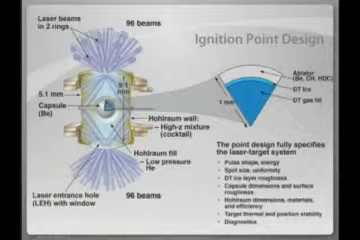 Ignition Point Design
Laser beams
in 2 rings
96 beams
5.1 mm
9.1
mm
Capsule
(Be)
Hohlraum wall:
– High-z mixture
(cocktail)
Hohlraum fill
– Low pressure
He
Laser entrance hole
(LEH) with window
96 beams
Ablator
(Be, CH, HDC)
DT Ice
DT gas fill
1 mm
The point design fully specifies
the laser-target system
• Pulse shape, energy
• Spot size, uniformity
• DT ice layer roughness
• Capsule dimensions and surface
roughness
• Hohlraum dimensions, materials,
and efficiency
• Target thermal and position stability
• Diagnostics